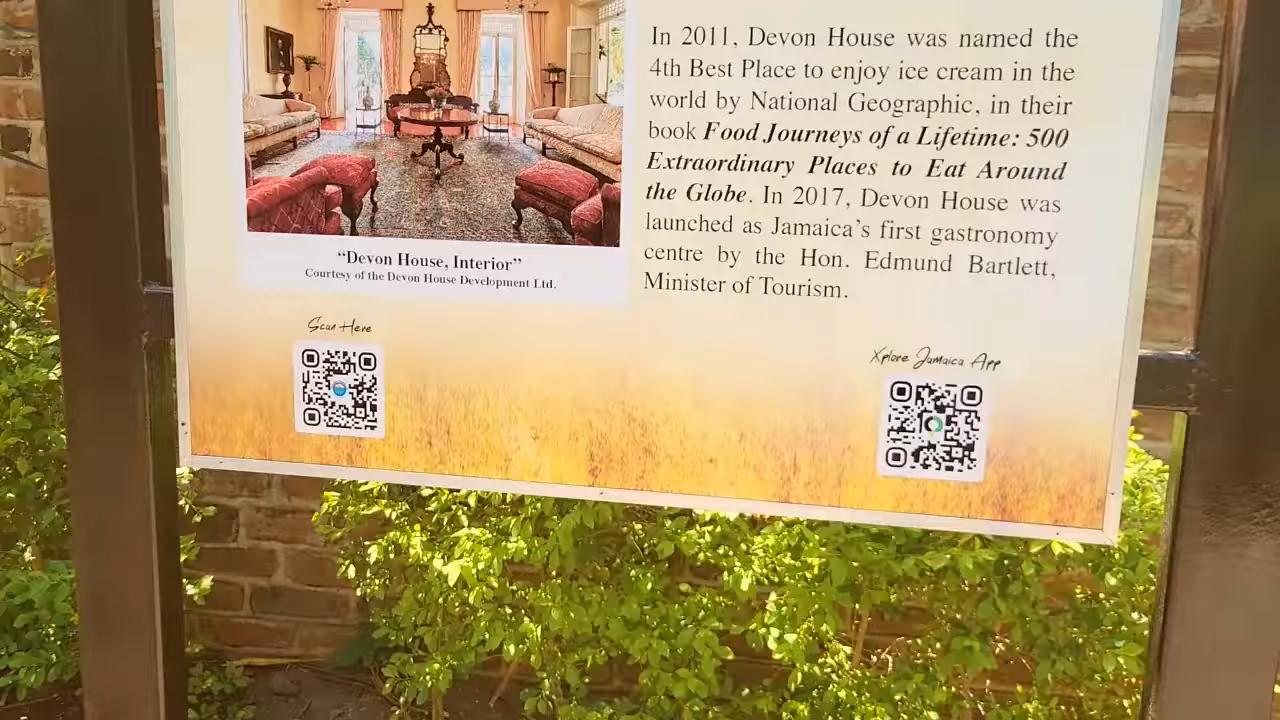 In 2011, Devon House was named the
4th Best Place to enjoy ice cream in the
world by National Geographic, in their
book Food Journeys of a Lifetime: 500
Extraordinary Places to Eat Around
the Globe. In 2017, Devon House was
launched as Jamaica's first gastronomy
centre by the Hon. Edmund Bartlett,
Minister of Tourism.
“Devon House, Interior”
Courtesy of the Devon House Development Ltd.
Scan Here
Xplore Jamaica App